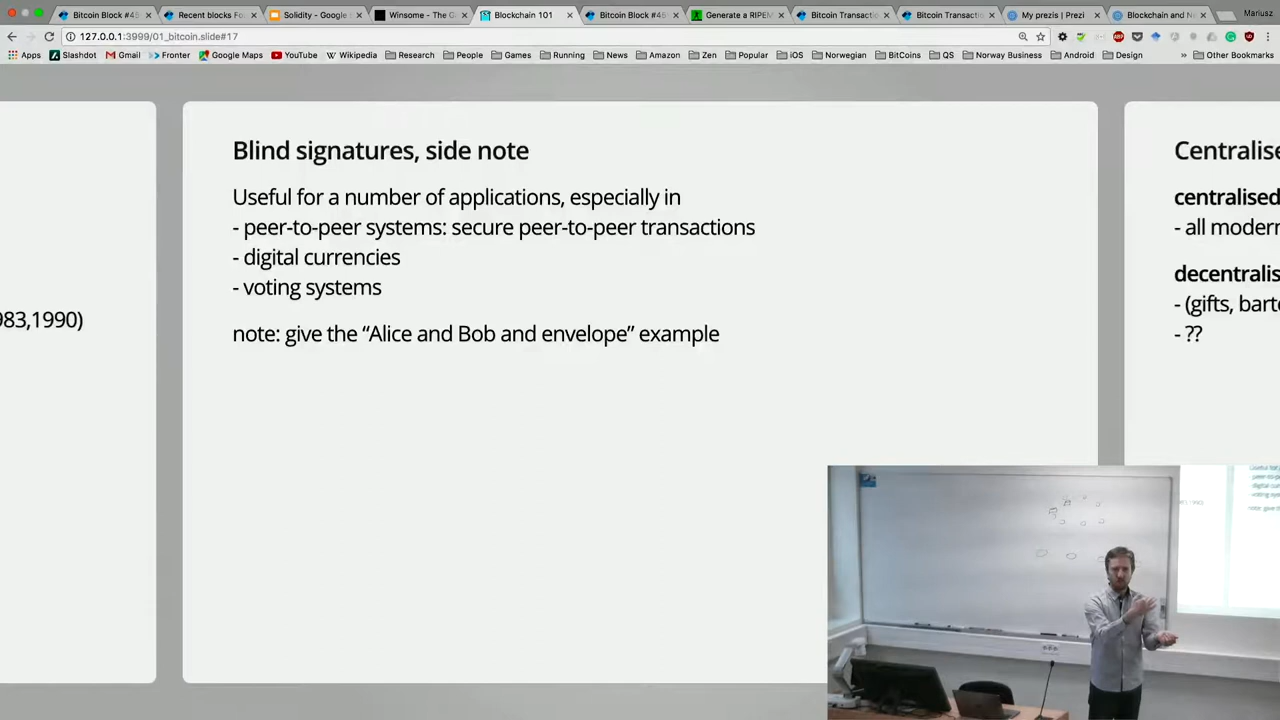 Bitcoin Block #46
Recent blocks Fo
Solidity - Google
Winsome - The G
Blockchain 101
Bitcoin Block #46
Generate a RIPEM
Bitcoin Transactio
Bitcoin Transactio
My prezis | Prezi
Blockchain and Ne
Mariusz
127.0.0.1:3999/01_bitcoin.slide#17
Apps
Slashdot
Gmail
Fronter
Google Maps
YouTube
Wikipedia
Research
People
Games
Running
News
Amazon
Zen
Popular
iOS
Norwegian
BitCoins
QS
Norway Business
Android
Design
»
Other Bookmarks
983,1990)
Blind signatures, side note
Useful for a number of applications, especially in
- peer-to-peer systems: secure peer-to-peer transactions
- digital currencies
- voting systems
note: give the “Alice and Bob and envelope” example
Centralise
centralised
- all modern
decentralis
- (gifts, barte
- ??